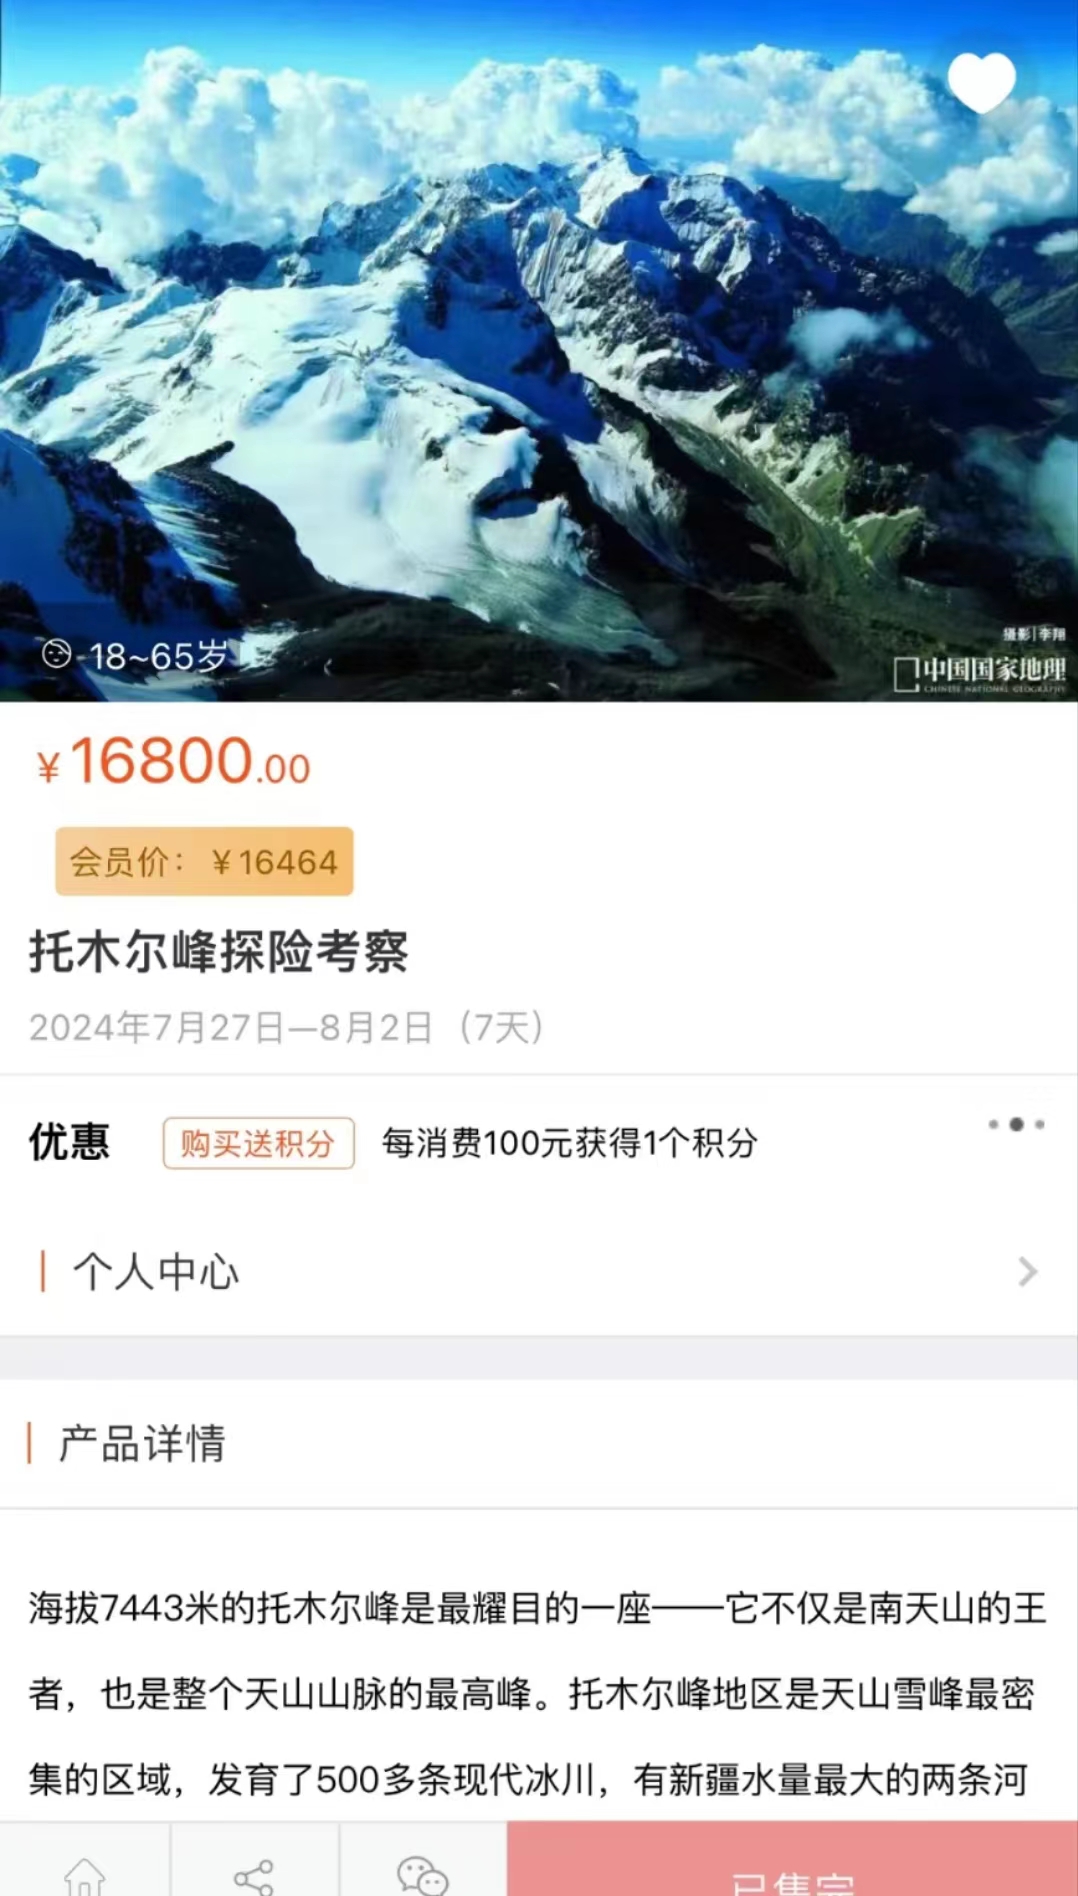 18~65岁
摄影|李翔
中国国家地理
CHINESE NATIONAL GEOGRAPHY
¥16800.00
会员价：¥16464
托木尔峰探险考察
2024年7月27日—8月2日（7天）
优惠 购买送积分 每消费100元获得1个积分
个人中心
产品详情
海拔7443米的托木尔峰是最耀目的一座——它不仅是南天山的王
者，也是整个天山山脉的最高峰。托木尔峰地区是天山雪峰最密
集的区域，发育了500多条现代冰川，有新疆水量最大的两条河
已售完